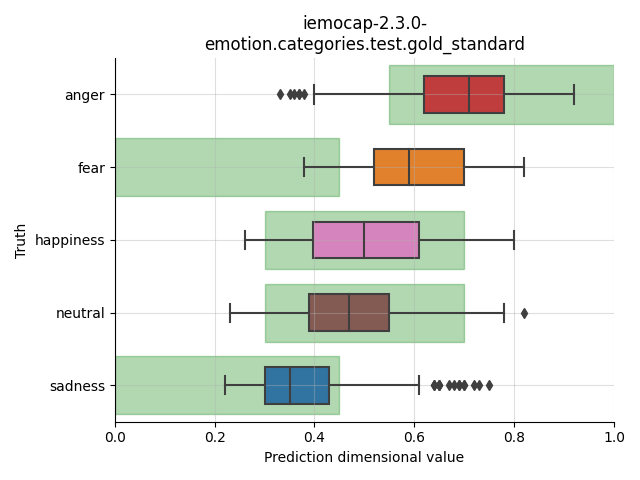 iemocap-2.3.0-
emotion.categories.test.gold_standard
anger
fear
happiness
neutral
sadness
Truth
0.0 0.2 0.4 0.6 0.8 1.0
Prediction dimensional value